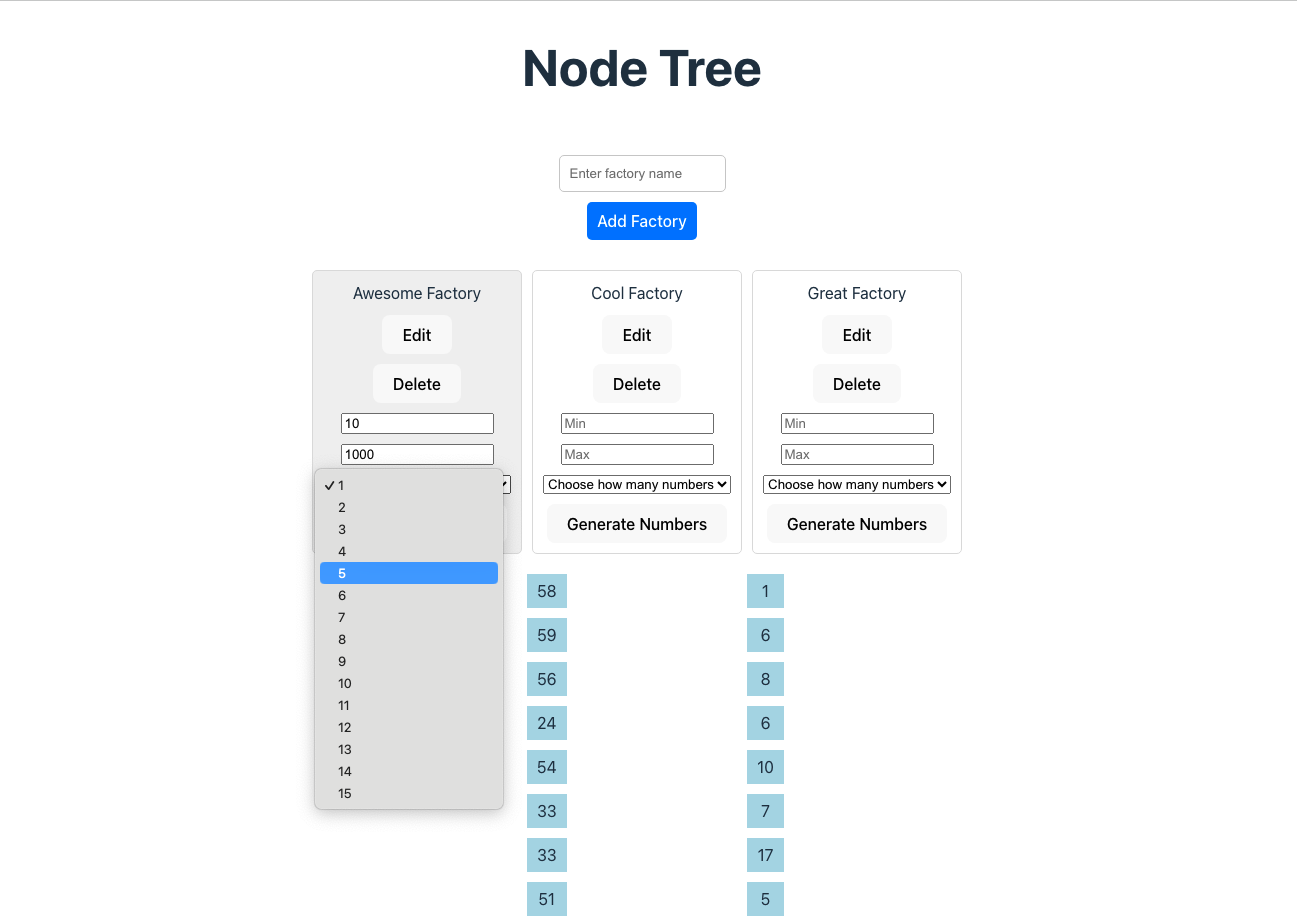 Node Tree
Enter factory name
Add Factory
Awesome Factory
Edit
Delete
10
1000
✓ 1
2
3
4
5
6
7
8
9
10
11
12
13
14
15
Cool Factory
Edit
Delete
Min
Max
Choose how many numbers
Generate Numbers
58
59
56
24
54
33
33
51
Great Factory
Edit
Delete
Min
Max
Choose how many numbers
Generate Numbers
1
6
8
6
10
7
17
5